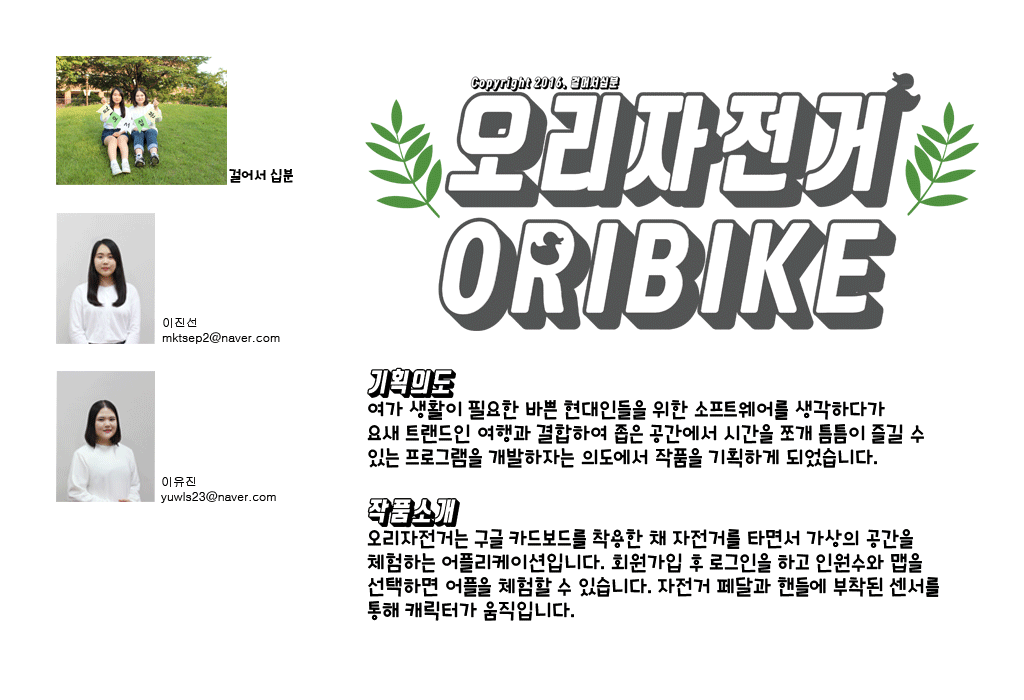 걸어서 십분
이진선
mktsep2@naver.com
이유진
yuwls23@naver.com
Copyright 2016. 걸어서십분
오리자전거
ORIBIKE
기획의도
여가 생활이 필요한 바쁜 현대인들을 위한 소프트웨어를 생각하다가
요새 트랜드인 여행과 결합하여 좁은 공간에서 시간을 쪼개 틈틈이 즐길 수
있는 프로그램을 개발하자는 의도에서 작품을 기획하게 되었습니다.
작품소개
오리자전거는 구글 카드보드를 착용한 채 자전거를 타면서 가상의 공간을
체험하는 어플리케이션입니다. 회원가입 후 로그인을 하고 인원수와 맵을
선택하면 어플을 체험할 수 있습니다. 자전거 폐달과 핸들에 부착된 센서를
통해 캐릭터가 움직입니다.